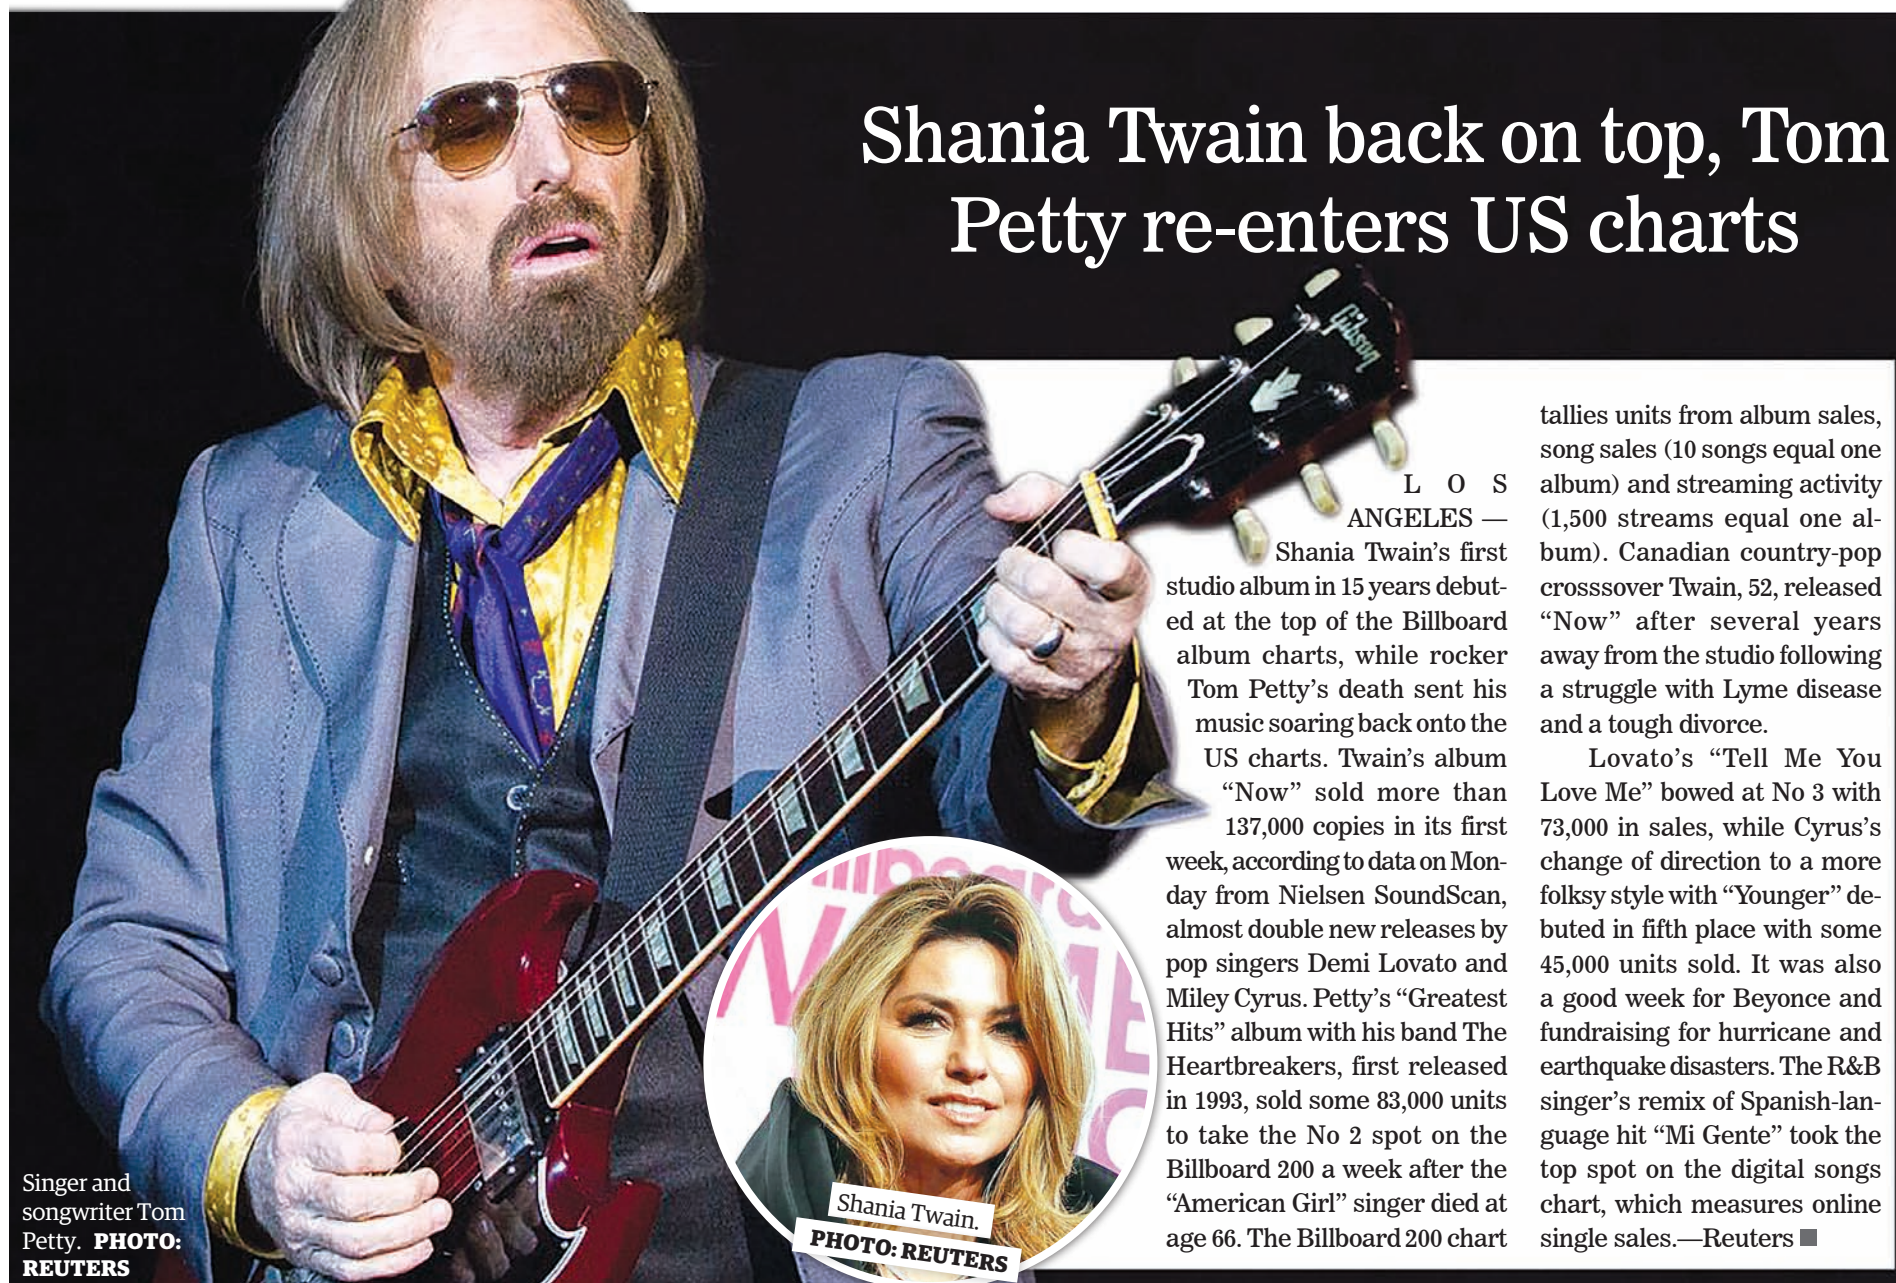 Shania Twain back on top, Tom
Petty re-enters US charts
Gibson
L O S
ANGELES —
Shania Twain’s first
studio album in 15 years debut-
ed at the top of the Billboard
album charts, while rocker
Tom Petty’s death sent his
music soaring back onto the
US charts. Twain’s album
“Now” sold more than
137,000 copies in its first
week, according to data on Mon-
day from Nielsen SoundScan,
almost double new releases by
pop singers Demi Lovato and
Miley Cyrus. Petty’s “Greatest
Hits” album with his band The
Heartbreakers, first released
in 1993, sold some 83,000 units
to take the No 2 spot on the
Billboard 200 a week after the
“American Girl” singer died at
age 66. The Billboard 200 chart
tallies units from album sales,
song sales (10 songs equal one
album) and streaming activity
(1,500 streams equal one al-
bum). Canadian country-pop
crosssover Twain, 52, released
“Now” after several years
away from the studio following
a struggle with Lyme disease
and a tough divorce.
Lovato’s “Tell Me You
Love Me” bowed at No 3 with
73,000 in sales, while Cyrus’s
change of direction to a more
folksy style with “Younger” de-
buted in fifth place with some
45,000 units sold. It was also
a good week for Beyonce and
fundraising for hurricane and
earthquake disasters. The R&B
singer’s remix of Spanish-lan-
guage hit “Mi Gente” took the
top spot on the digital songs
chart, which measures online
single sales.—Reuters ■
Singer and
songwriter Tom
Petty. PHOTO:
REUTERS
Shania Twain.
PHOTO: REUTERS